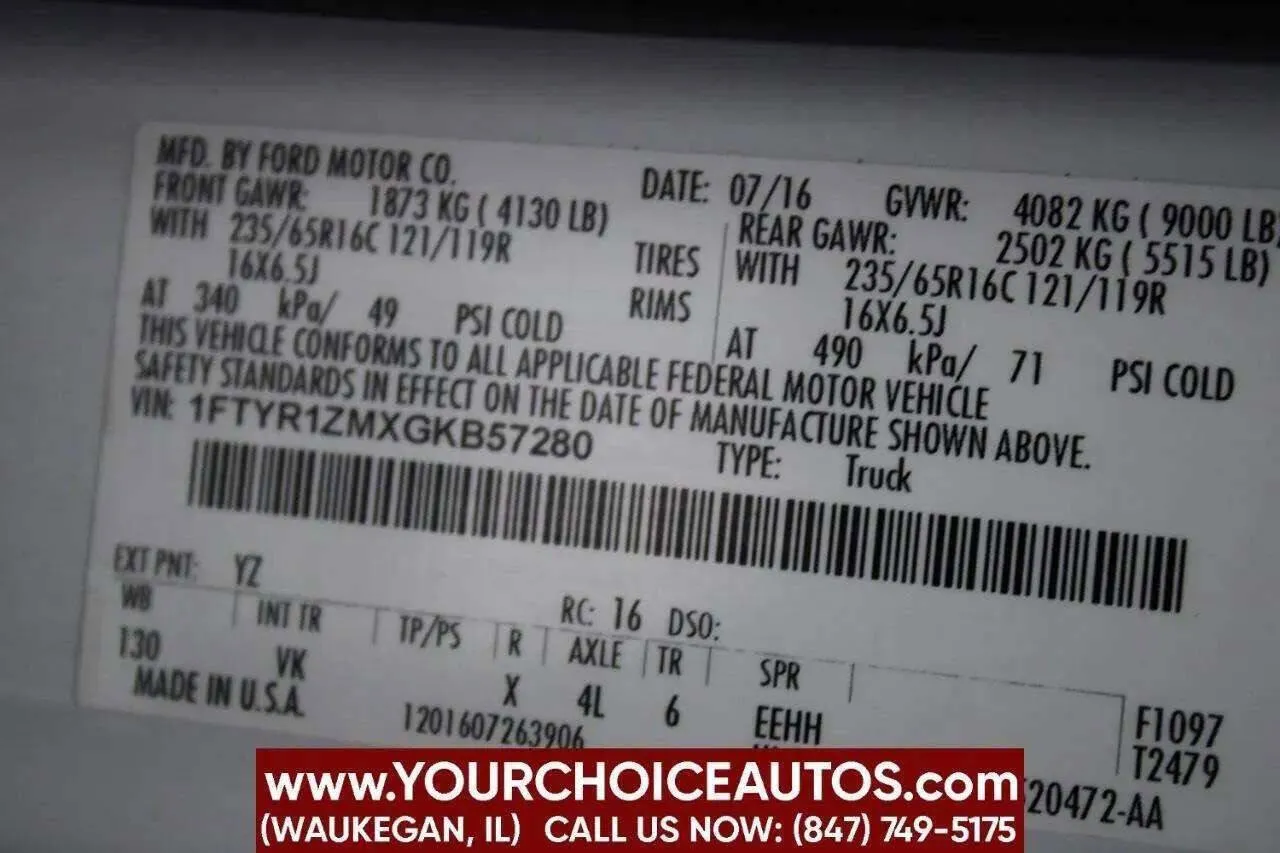 MFD. BY FORD MOTOR CO.
DATE: 07/16 GVWR: 4082 KG ( 9000 LB
FRONT GAWR: 1873 KG ( 4130 LB) REAR GAWR: 2502 KG ( 5515 LB)
WITH 235/65R16C 121/119R TIRES WITH 235/65R16C 121/119R
16X6.5J RIMS 16X6.5J
AT 340 kPa/ 49 PSI COLD AT 490 kPa/ 71 PSI COLD
THIS VEHICLE CONFORMS TO ALL APPLICABLE FEDERAL MOTOR VEHICLE
SAFETY STANDARDS IN EFFECT ON THE DATE OF MANUFACTURE SHOWN ABOVE.
VIN: 1FTYR1ZMXGKB57280 TYPE: Truck
EXT PNT: YZ RC: 16 DSO:
WB INT TR TP/PS R AXLE TR SPR
130 VK X 4L 6 EEHH F1097
MADE IN U.S.A. T2479
1201607263906
20472-AA
www.YOURCHOICEAUTOS.com
(WAUKEGAN, IL) CALL US NOW: (847) 749-5175